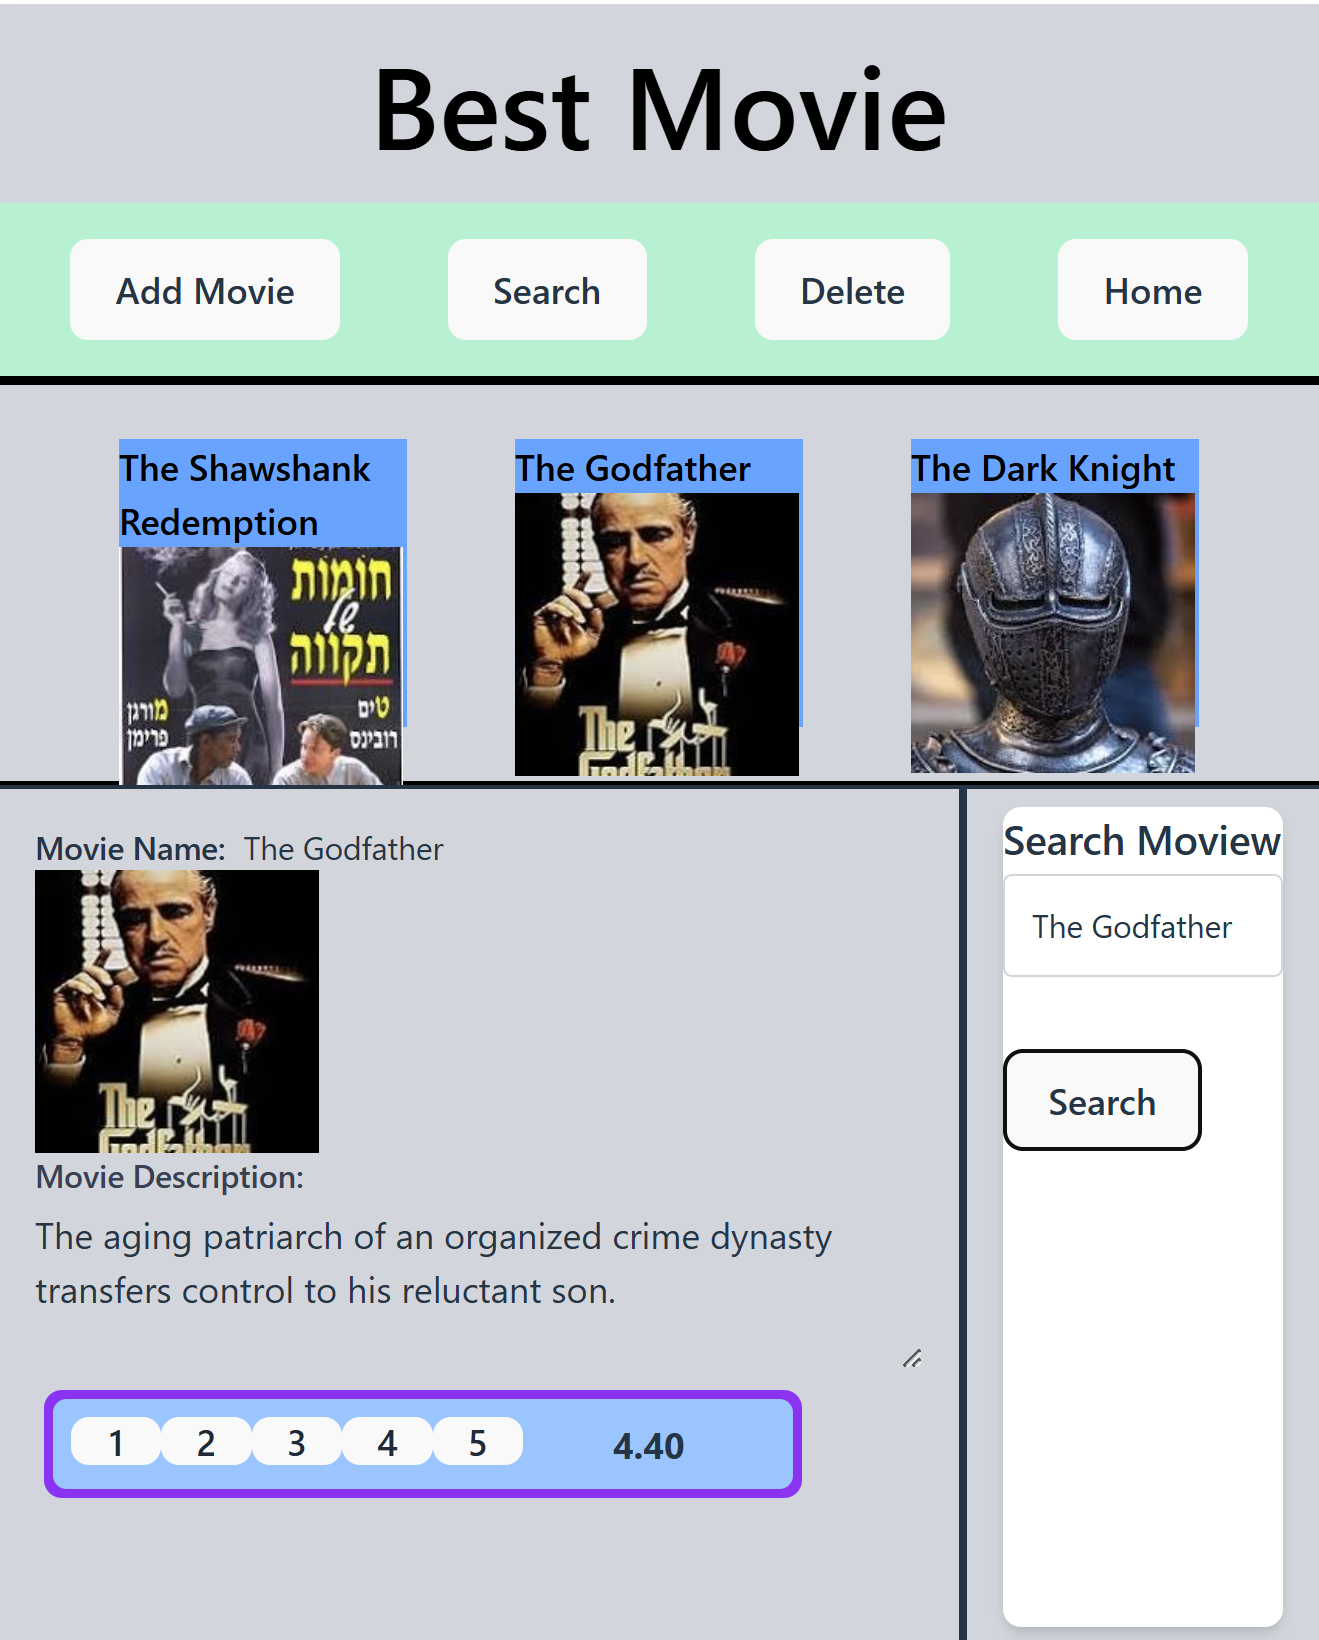 Best Movie
Add Movie
Search
Delete
Home
The Shawshank
Redemption
The Godfather
The Dark Knight
חומות
של
תקווה
טים
רובינס
מורגן
פרימן
The
Godfather
Movie Name: The Godfather
The
Godfather
Movie Description:
The aging patriarch of an organized crime dynasty
transfers control to his reluctant son.
1 2 3 4 5 4.40
Search Moview
The Godfather
Search